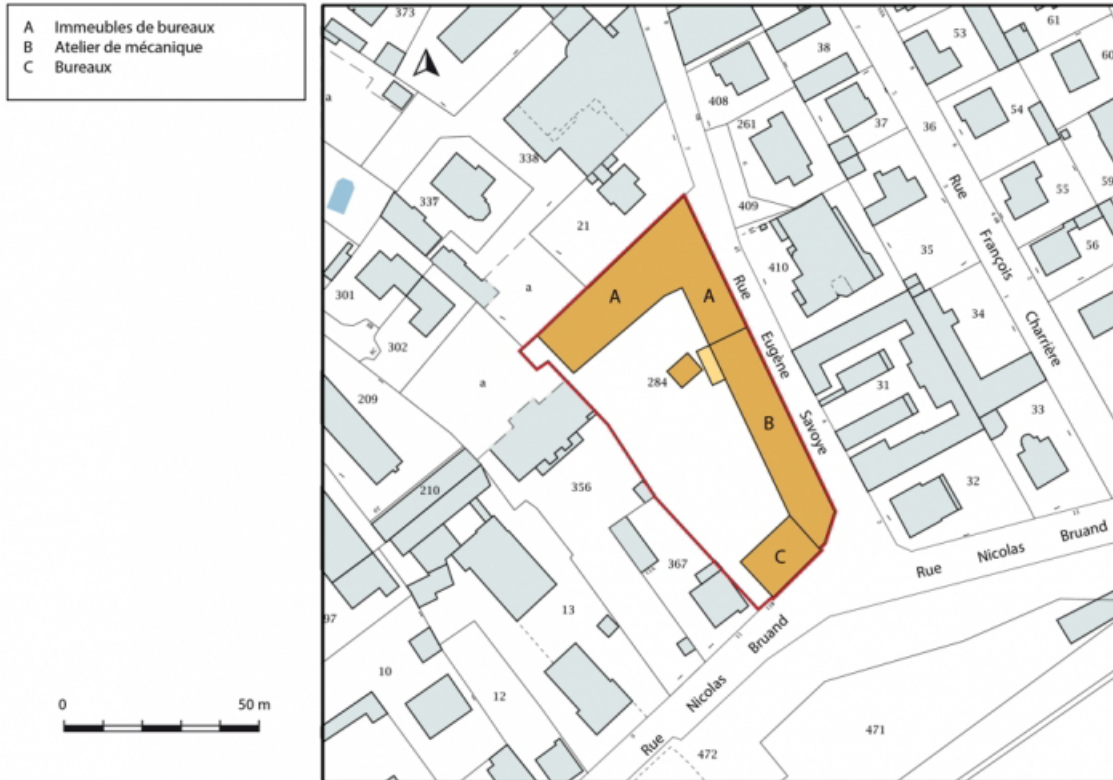 A Immeubles de bureaux
B Atelier de mécanique
C Bureaux
0 50 m
373
a
408
38
53
61
60
261
37
36
54
338
337
409
21
55
59
Rue François Charrière
56
410
35
301
a
A
A
Rue Eugène Savoye
34
302
284
a
209
B
31
33
210
356
32
Rue Nicolas Bruand
C
367
13
97
10
12
Rue Nicolas Bruand
471
472